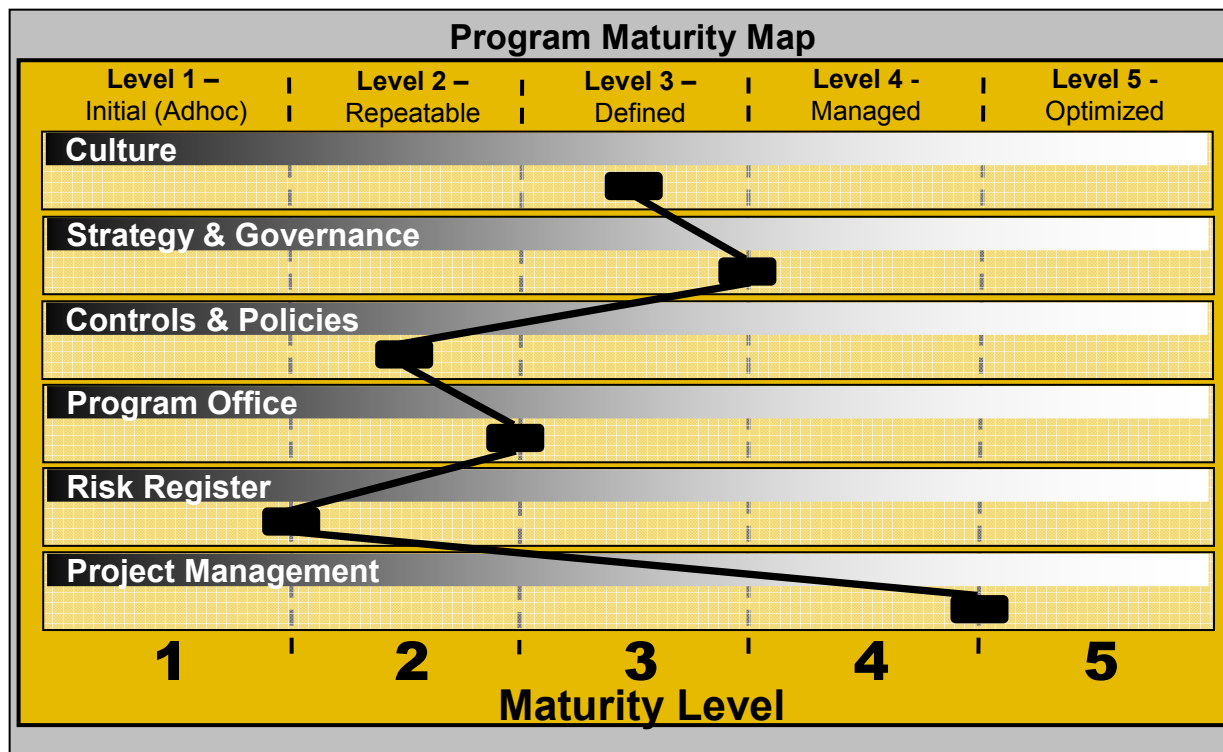 Program Maturity Map
Level 1 – Level 2 – Level 3 – Level 4 - Level 5 -
Initial (Adhoc) Repeatable Defined Managed Optimized
Culture
Strategy & Governance
Controls & Policies
Program Office
Risk Register
Project Management
1 2 3 4 5
Maturity Level